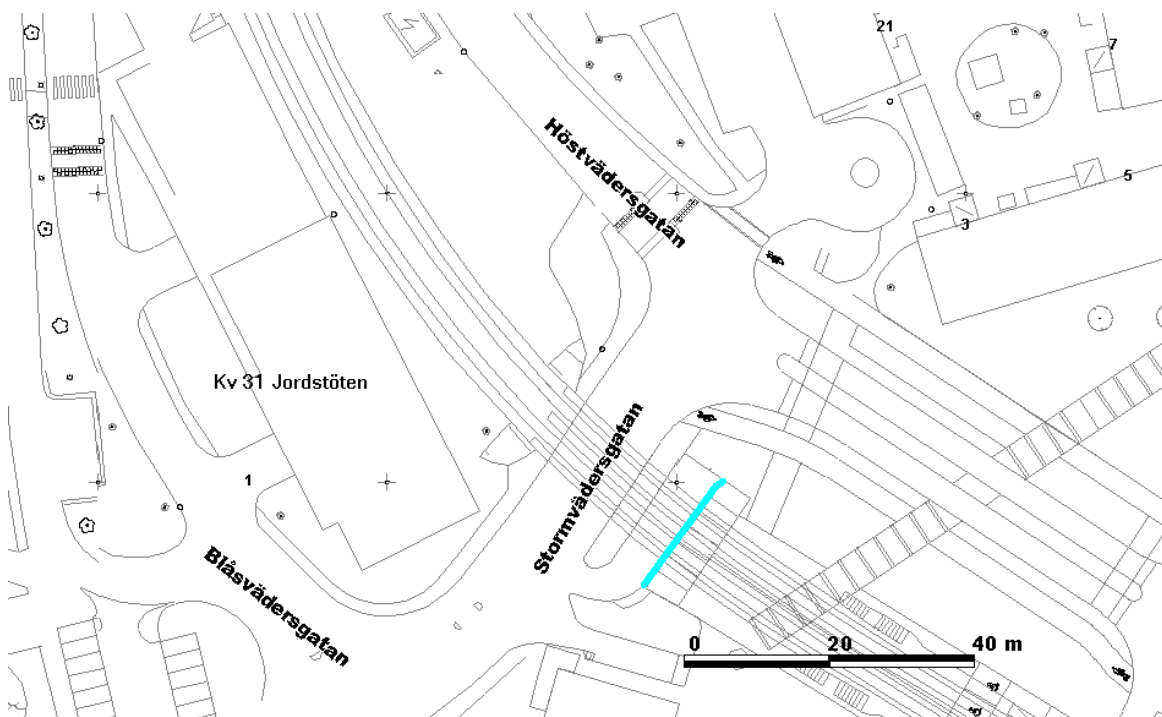 21
7
Höstvädersgatan
5
3
Kv 31 Jordstöten
Stormvädersgatan
1
Blåsvädersgatan
0 20 40 m